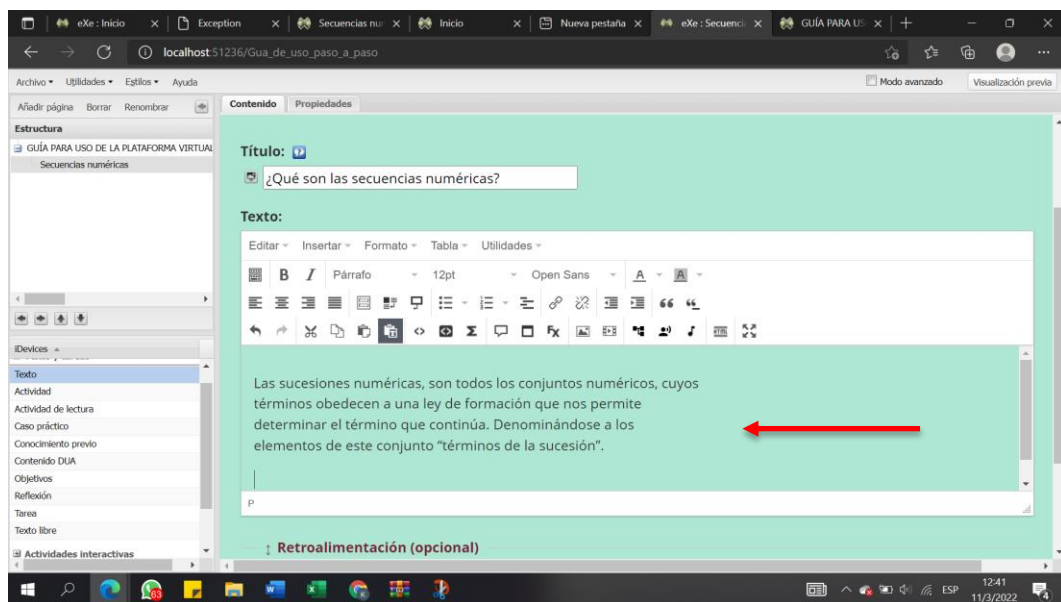 eXe : Inicio
Exception
Secuencias nu
Inicio
Nueva pestaña
eXe : Secuenci
GUÍA PARA US
localhost:51236/Gua_de_uso_paso_a_paso
Archivo Utilidades Estilos Ayuda
Modo avanzado
Visualización previa
Añadir página Borrar Renombrar
Contenido Propiedades
Estructura
GUÍA PARA USO DE LA PLATAFORMA VIRTUAL
Secuencias numéricas
Título:
¿Qué son las secuencias numéricas?
Texto:
Editar Insertar Formato Tabla Utilidades
B I Párrafo 12pt Open Sans A A
Las sucesiones numéricas, son todos los conjuntos numéricos, cuyos
términos obedecen a una ley de formación que nos permite
determinar el término que continúa. Denominándose a los
elementos de este conjunto “términos de la sucesión”.
P
Retroalimentación (opcional)
iDevices
Texto
Actividad
Actividad de lectura
Caso práctico
Conocimiento previo
Contenido DUA
Objetivos
Reflexión
Tarea
Texto libre
Actividades interactivas
63
ESP
12:41
11/3/2022
4